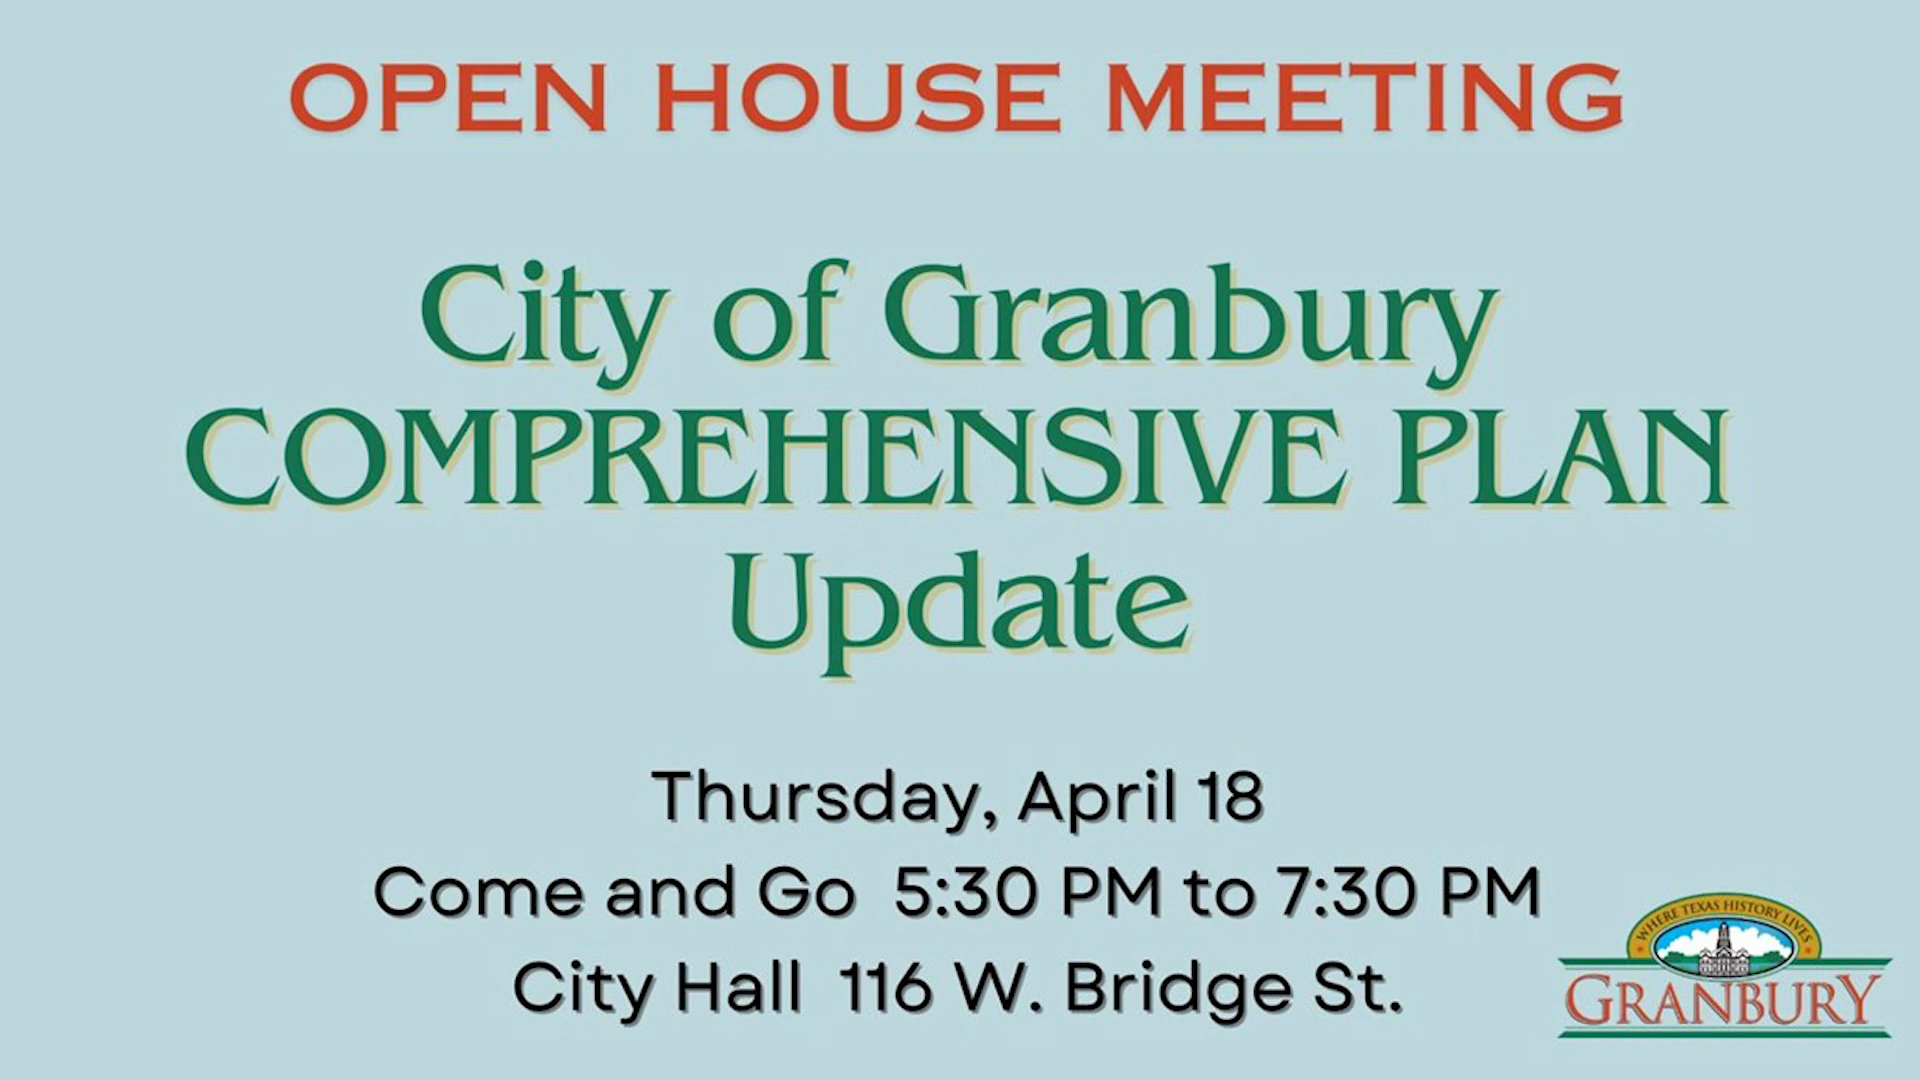 OPEN HOUSE MEETING
City of Granbury
COMPREHENSIVE PLAN
Update
Thursday, April 18
Come and Go 5:30 PM to 7:30 PM
City Hall 116 W. Bridge St.
WHERE TEXAS HISTORY LIVES
GRANBURY